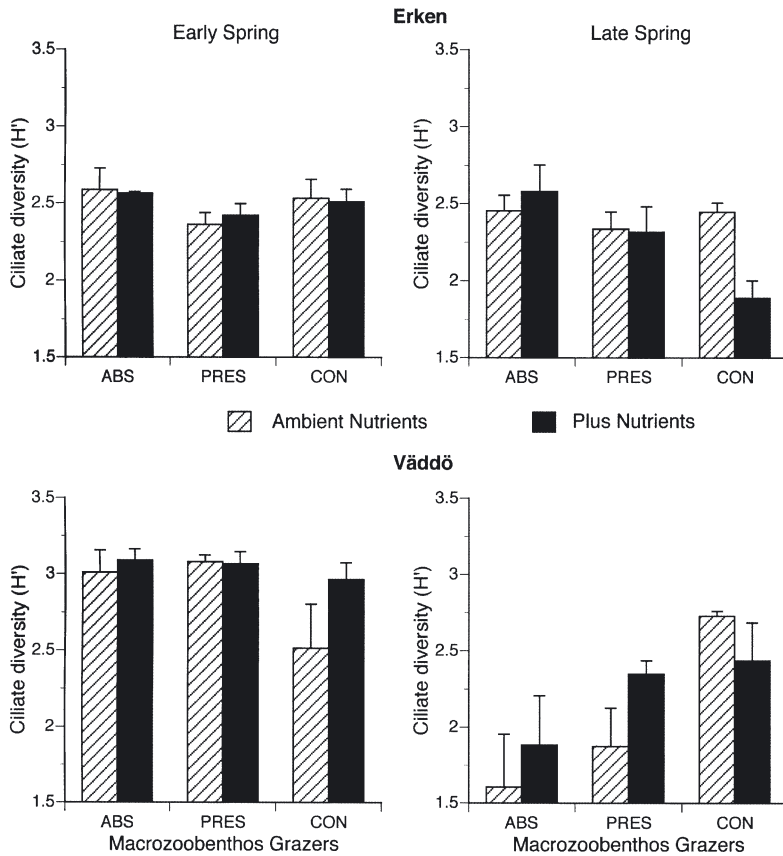 Erken
Early Spring
Late Spring
Ciliate diversity (H')
3.5
3
2.5
2
1.5
ABS PRES CON
Ciliate diversity (H')
3.5
3
2.5
2
1.5
ABS PRES CON
Ambient Nutrients Plus Nutrients
Väddö
Ciliate diversity (H')
3.5
3
2.5
2
1.5
ABS PRES CON
Macrozoobenthos Grazers
Ciliate diversity (H')
3.5
3
2.5
2
1.5
ABS PRES CON
Macrozoobenthos Grazers